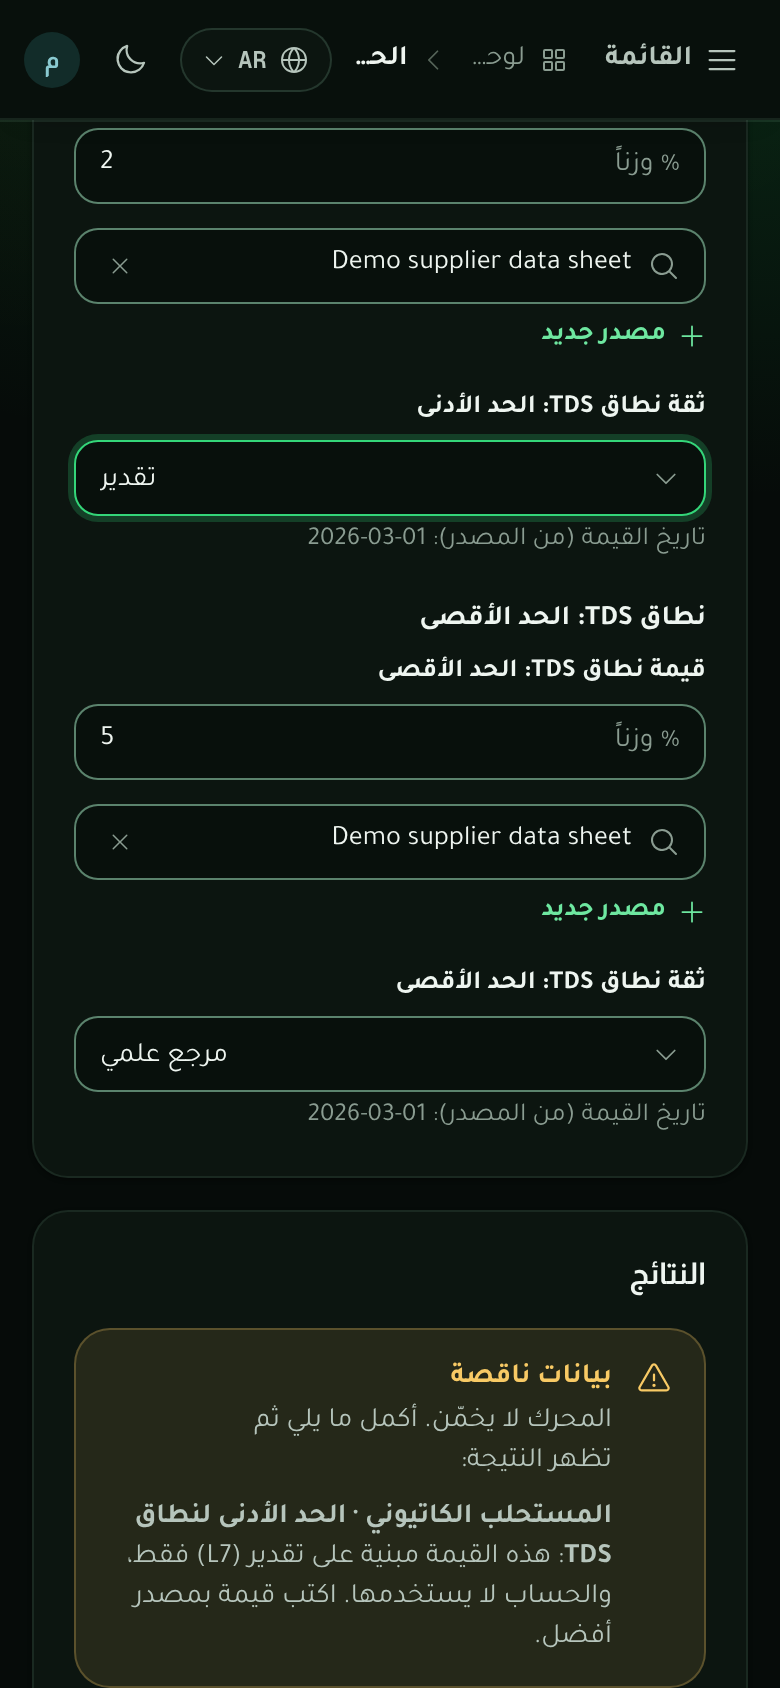 القائمة
لوحـ...
الحـ...
AR
م
2
% وزناً
Demo supplier data sheet
مصدر جديد
ثقة نطاق TDS: الحد الأدنى
تقدير
تاريخ القيمة (من المصدر): 2026-03-01
نطاق TDS: الحد الأقصى
قيمة نطاق TDS: الحد الأقصى
5
% وزناً
Demo supplier data sheet
مصدر جديد
ثقة نطاق TDS: الحد الأقصى
مرجع علمي
تاريخ القيمة (من المصدر): 2026-03-01
النتائج
بيانات ناقصة
المحرك لا يخمّن. أكمل ما يلي ثم
تظهر النتيجة:
المستحلب الكاتيوني · الحد الأدنى لنطاق
TDS: هذه القيمة مبنية على تقدير (L7) فقط،
والحساب لا يستخدمها. اكتب قيمة بمصدر
أفضل.